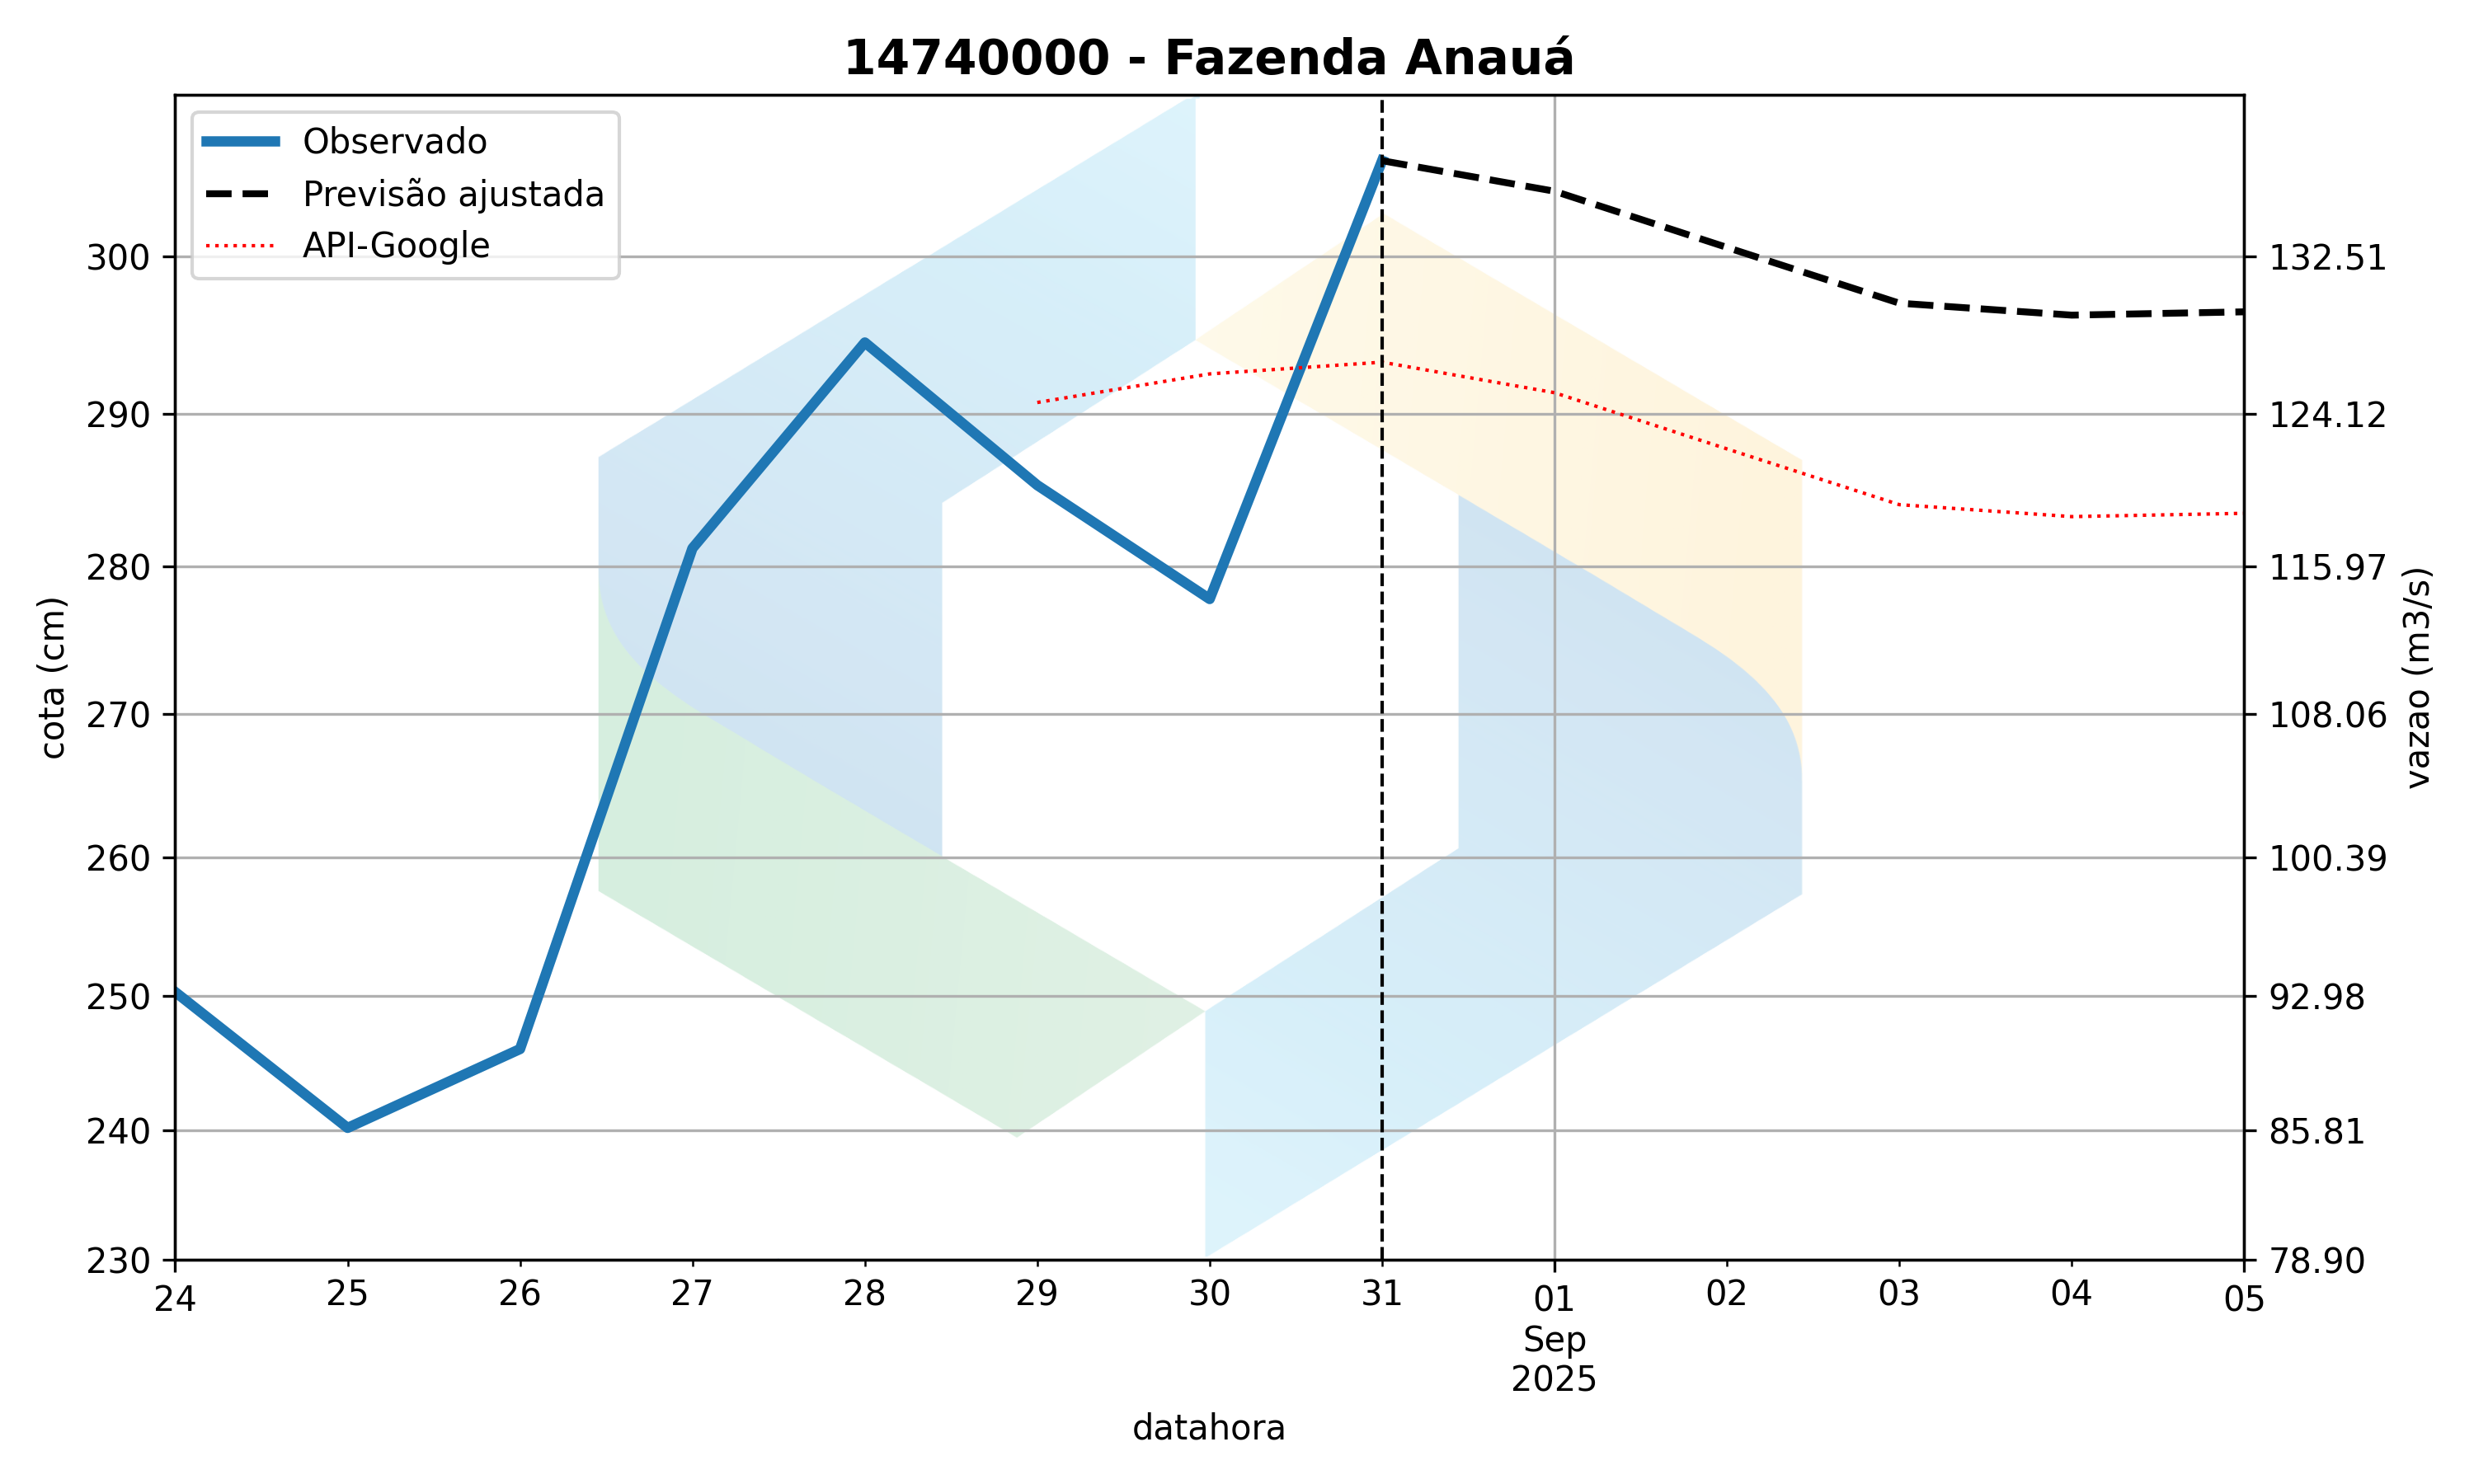 14740000 - Fazenda Anauá
Observado
Previsão ajustada
API-Google
300
290
280
270
260
250
240
230
cota (cm)
132.51
124.12
115.97
108.06
100.39
92.98
85.81
78.90
vazao (m3/s)
24 25 26 27 28 29 30 31 01 02 03 04 05
Sep
2025
datahora